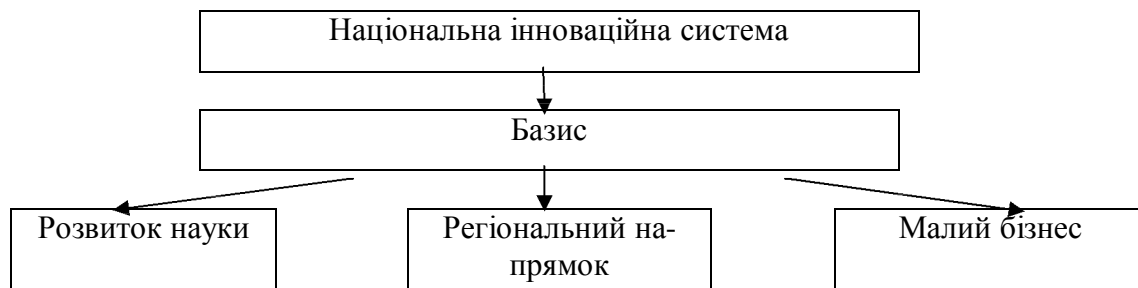 Національна інноваційна система
Базис
Розвиток науки
Регіональний на-
прямок
Малий бізнес